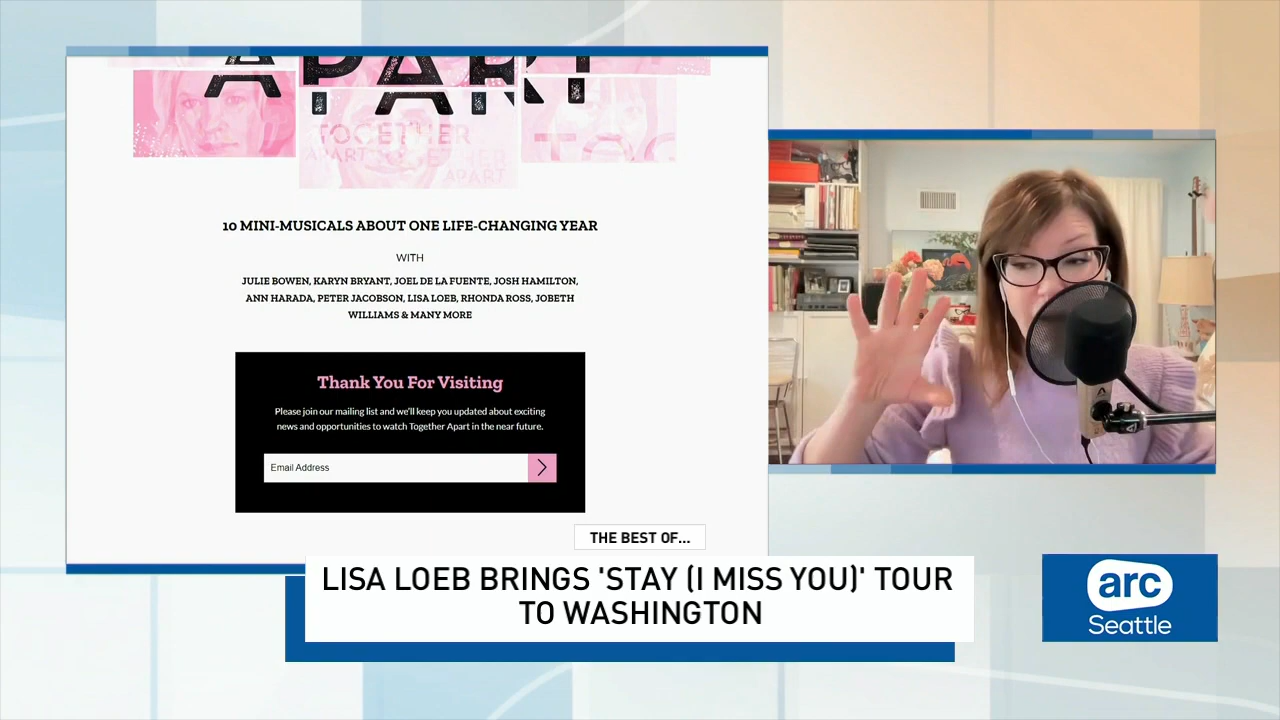 APART
TOGETHER
APART TOGETHER
APART
TOG
10 MINI-MUSICALS ABOUT ONE LIFE-CHANGING YEAR
WITH
JULIE BOWEN, KARYN BRYANT, JOEL DE LA FUENTE, JOSH HAMILTON,
ANN HARADA, PETER JACOBSON, LISA LOEB, RHONDA ROSS, JOBETH
WILLIAMS & MANY MORE
Thank You For Visiting
Please join our mailing list and we'll keep you updated about exciting
news and opportunities to watch Together Apart in the near future.
Email Address
THE BEST OF...
LISA LOEB BRINGS 'STAY (I MISS YOU)' TOUR
TO WASHINGTON
arc
Seattle